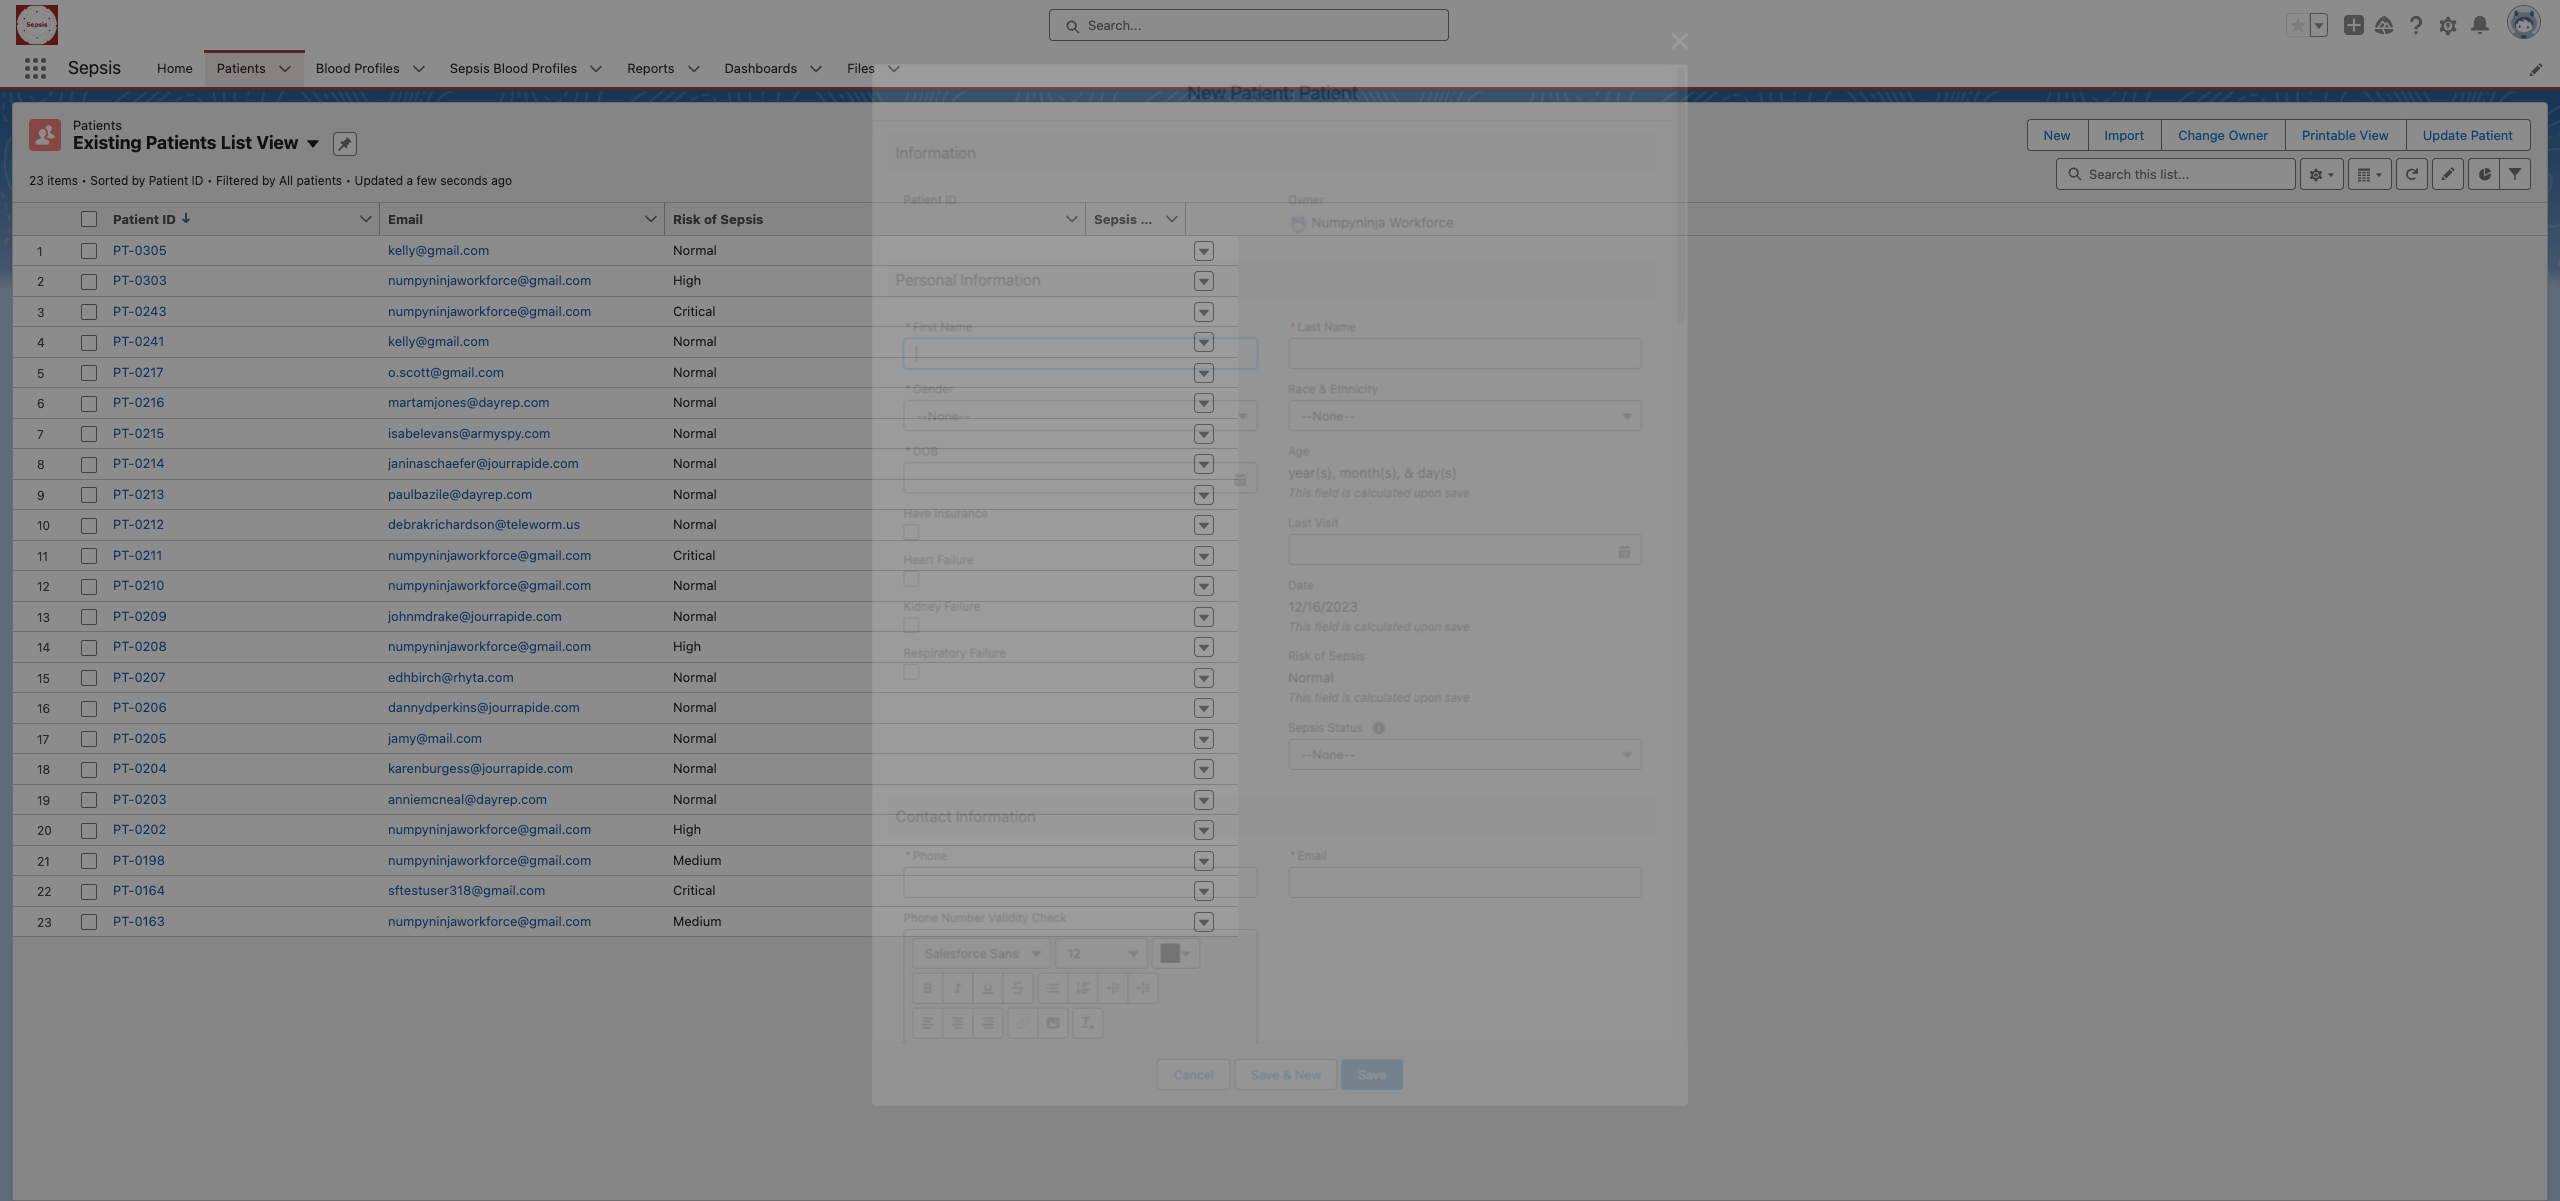 Sepsis
Search...
Sepsis
Home
Patients
Blood Profiles
Sepsis Blood Profiles
Reports
Dashboards
Files
Patients
Existing Patients List View
New
Import
Change Owner
Printable View
Update Patient
23 items • Sorted by Patient ID • Filtered by All patients • Updated a few seconds ago
Search this list...
Patient ID
Email
Risk of Sepsis
Sepsis ...
1 PT-0305 kelly@gmail.com Normal
2 PT-0303 numpyninjaworkforce@gmail.com High
3 PT-0243 numpyninjaworkforce@gmail.com Critical
4 PT-0241 kelly@gmail.com Normal
5 PT-0217 o.scott@gmail.com Normal
6 PT-0216 martamjones@dayrep.com Normal
7 PT-0215 isabelevans@armyspy.com Normal
8 PT-0214 janinaschaefer@jourrapide.com Normal
9 PT-0213 paulbazile@dayrep.com Normal
10 PT-0212 debrakrichardson@teleworm.us Normal
11 PT-0211 numpyninjaworkforce@gmail.com Critical
12 PT-0210 numpyninjaworkforce@gmail.com Normal
13 PT-0209 johnmdrake@jourrapide.com Normal
14 PT-0208 numpyninjaworkforce@gmail.com High
15 PT-0207 edhbirch@rhyta.com Normal
16 PT-0206 dannydperkins@jourrapide.com Normal
17 PT-0205 jamy@mail.com Normal
18 PT-0204 karenburgess@jourrapide.com Normal
19 PT-0203 anniemcneal@dayrep.com Normal
20 PT-0202 numpyninjaworkforce@gmail.com High
21 PT-0198 numpyninjaworkforce@gmail.com Medium
22 PT-0164 sftestuser318@gmail.com Critical
23 PT-0163 numpyninjaworkforce@gmail.com Medium
New Patient: Patient
Information
Patient ID
Owner
Numpyninja Workforce
Personal Information
* First Name
* Last Name
* Gender
--None--
Race & Ethnicity
--None--
* DOB
Age
year(s), month(s), & day(s)
This field is calculated upon save
Have Insurance
Last Visit
Heart Failure
Date
12/16/2023
This field is calculated upon save
Kidney Failure
Risk of Sepsis
Normal
This field is calculated upon save
Respiratory Failure
Sepsis Status
--None--
Contact Information
* Phone
* Email
Phone Number Validity Check
Salesforce Sans
12
B I U S
Cancel
Save & New
Save